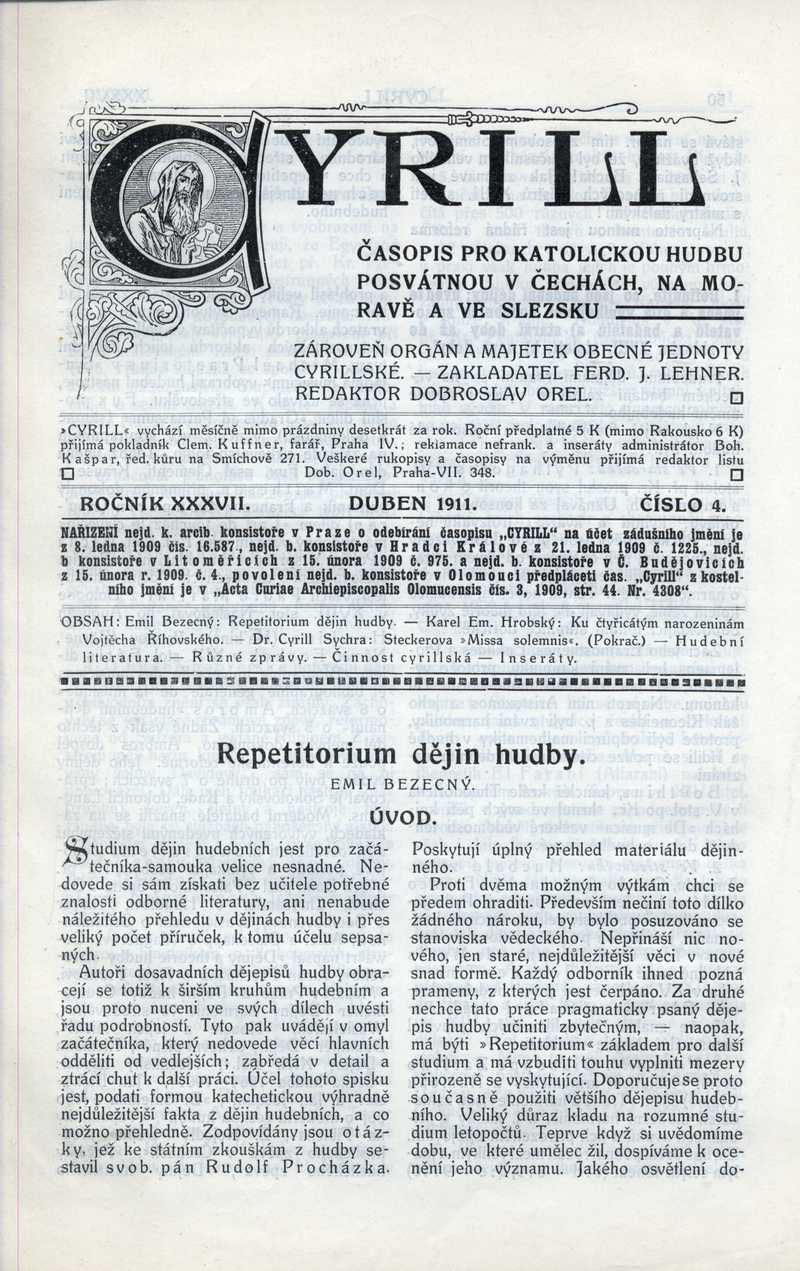 CYRILL
ČASOPIS PRO KATOLICKOU HUDBU
POSVÁTNOU V ČECHÁCH, NA MO-
RAVĚ A VE SLEZSKU
ZÁROVEŇ ORGÁN A MAJETEK OBECNÉ JEDNOTY
CYRILLSKÉ. — ZAKLADATEL FERD. J. LEHNER.
REDAKTOR DOBROSLAV OREL.
»CYRILL« vychází měsíčně mimo prázdniny desetkrát za rok. Roční předplatné 5 K (mimo Rakousko 6 K)
přijímá pokladník Clem. Kuffner, farář, Praha IV.; reklamace nefrank. a inseráty administrátor Boh.
Kašpar, řed. kůru na Smíchově 271. Veškeré rukopisy a časopisy na výměnu přijímá redaktor listu
Dob. Orel, Praha-VII. 348.
ROČNÍK XXXVII. DUBEN 1911. ČÍSLO 4.
NAŘIZENÍ nejd. k. arcib. konsistoře v Praze o odebírání časopisu „CYRILL“ na účet zádušního jmění je
z 8. ledna 1909 čis. 16.587., nejd. b. konsistoře v Hradci Králové z 21. ledna 1909 č. 1225., nejd.
b konsistoře v Litoměřicích z 15. února 1909 č. 975. a nejd. b. konsistoře v Č. Budějovicích
z 15. února r. 1909. č. 4., povolení nejd. b. konsistoře v Olomouci předpláceti čas. „Cyrill“ z kostel-
ního jmění je v „Acta Curiae Archiepiscopalis Olomucensis čís. 3, 1909, str. 44. Nr. 4308“.
OBSAH: Emil Bezecný: Repetitorium dějin hudby. — Karel Em. Hrobský: Ku čtyřicátým narozeninám
Vojtěcha Říhovského. — Dr. Cyrill Sychra: Steckerova »Missa solemnis«. (Pokrač.) — Hudební
literatura. — Různé zprávy. — Činnost cyrillská — Inseráty.
Repetitorium dějin hudby.
EMIL BEZECNÝ.
ÚVOD.
Studium dějin hudebních jest pro začá-
tečníka-samouka velice nesnadné. Ne-
dovede si sám získati bez učitele potřebné
znalosti odborné literatury, ani nenabude
náležitého přehledu v dějinách hudby i přes
veliký počet příruček, k tomu účelu sepsa-
ných.
Autoři dosavadních dějepisů hudby obra-
cejí se totiž k širším kruhům hudebním a
jsou proto nuceni ve svých dílech uvésti
řadu podrobností. Tyto pak uvádějí v omyl
začátečníka, který nedovede věcí hlavních
odděliti od vedlejších; zabředá v detail a
ztrácí chut k další práci. Účel tohoto spisku
jest, podati formou katechetickou výhradně
nejdůležitější fakta z dějin hudebních, a co
možno přehledně. Zodpovídány jsou otáz-
ky, jež ke státním zkouškám z hudby se-
stavil svob. pán Rudolf Procházka.
Poskytují úplný přehled materiálu dějin-
ného.
Proti dvěma možným výtkám chci se
předem ohraditi. Především nečiní toto dílko
žádného nároku, by bylo posuzováno se
stanoviska vědeckého. Nepřináší nic no-
vého, jen staré, nejdůležitější věci v nové
snad formě. Každý odborník ihned pozná
prameny, z kterých jest čerpáno. Za druhé
nechce tato práce pragmaticky psaný děje-
pis hudby učiniti zbytečným, — naopak,
má býti »Repetitorium« základem pro další
studium a má vzbuditi touhu vyplniti mezery
přirozeně se vyskytující. Doporučuje se proto
současně použiti většího dějepisu hudeb-
ního. Veliký důraz kladu na rozumné stu-
dium letopočtů. Teprve když si uvědomíme
dobu, ve které umělec žil, dospíváme k oce-
nění jeho významu. Jakého osvětlení do-